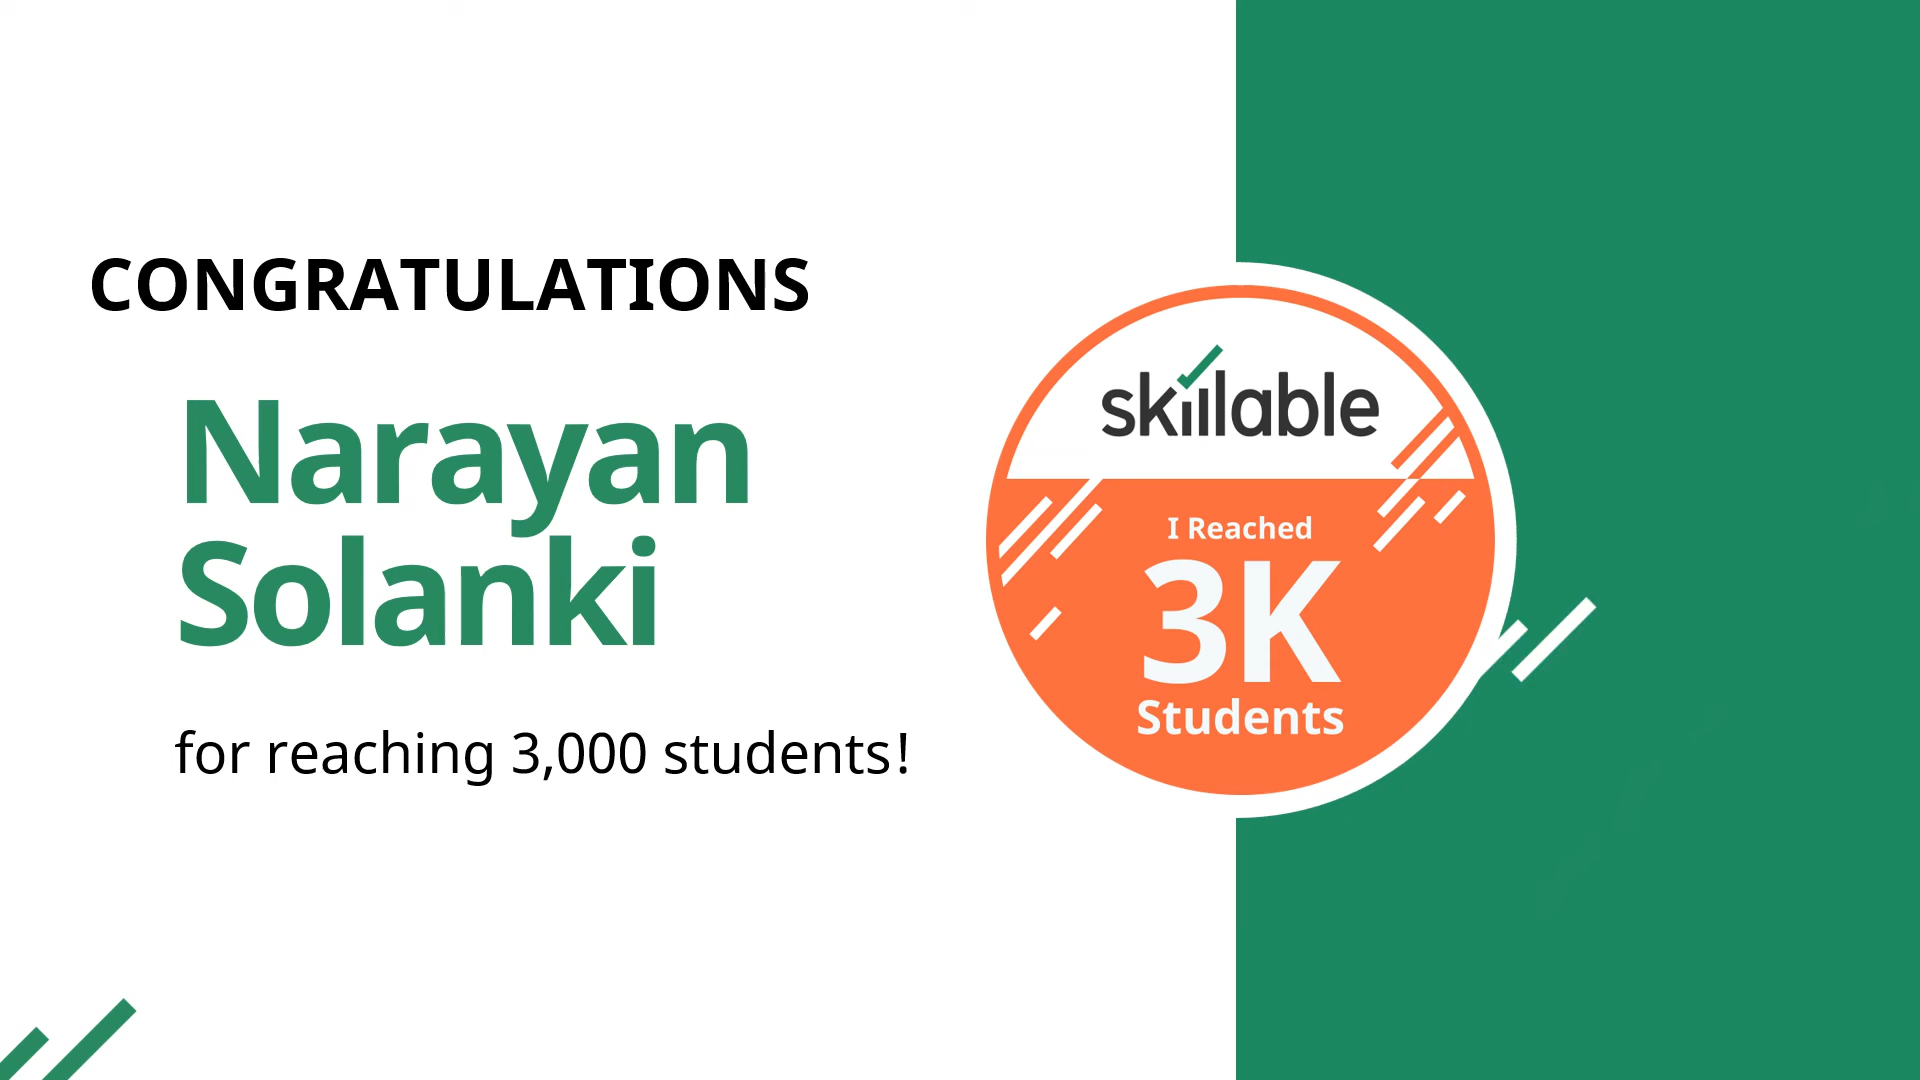 CONGRATULATIONS
Narayan
Solanki
for reaching 3,000 students!
skillable
I Reached
3K
Students